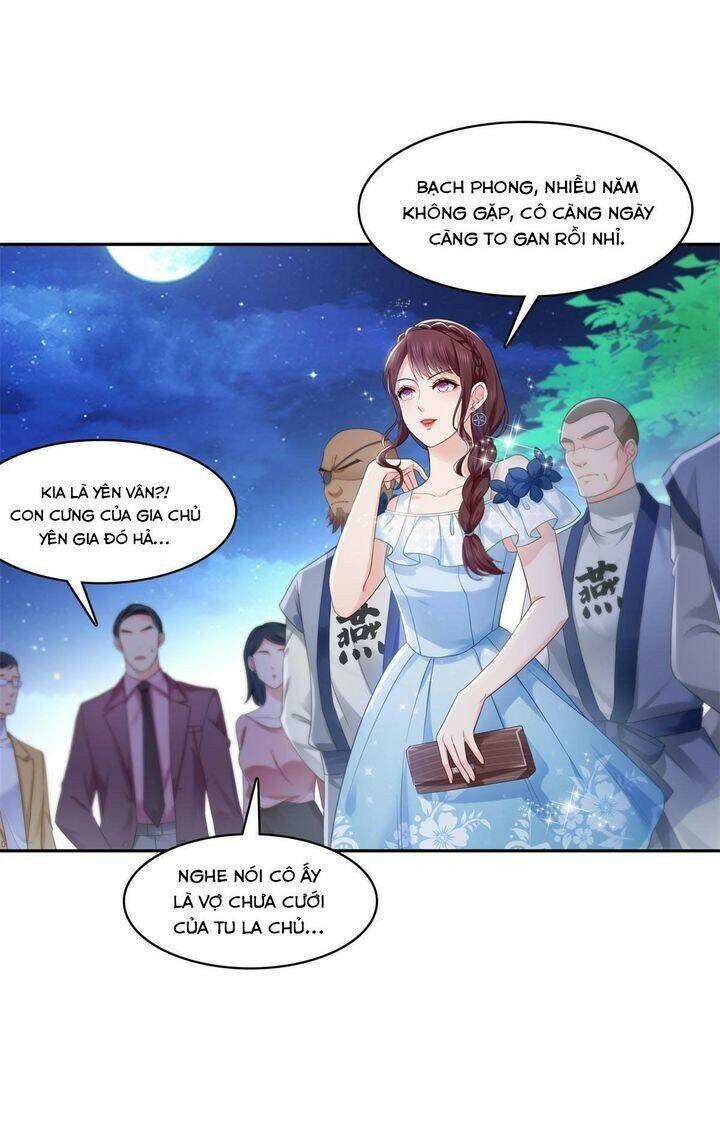 BẠCH PHONG, NHIỀU NĂM
KHÔNG GẶP, CÔ CÀNG NGÀY
CÀNG TO GAN RỒI NHỈ.
KIA LÀ YÊN VÂN?!
CON CƯNG CỦA GIA CHỦ
YÊN GIA ĐÓ HẢ...
燕
燕
NGHE NÓI CÔ ẤY
LÀ VỢ CHƯA CƯỚI
CỦA TU LA CHỦ...